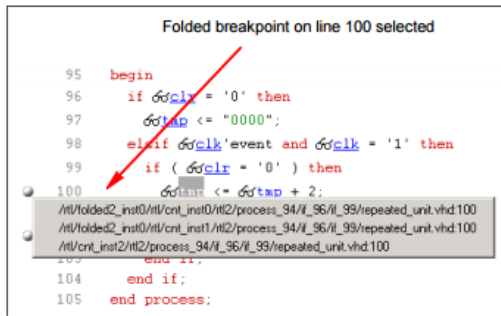 Folded breakpoint on line 100 selected
95 begin
96 if clr = '0' then
97 tmp <= "0000";
98 elsif clk'event and clk = '1' then
99 if ( clr = '0' ) then
100 tmp <= tmp + 2;
/rtl/folded2_inst0/rtl/cnt_inst0/rtl2/process_94/if_96/if_99/repeated_unit.vhd:100
/rtl/folded2_inst0/rtl/cnt_inst1/rtl2/process_94/if_96/if_99/repeated_unit.vhd:100
/rtl/cnt_inst2/rtl2/process_94/if_96/if_99/repeated_unit.vhd:100
103 end if;
104 end if;
105 end process;